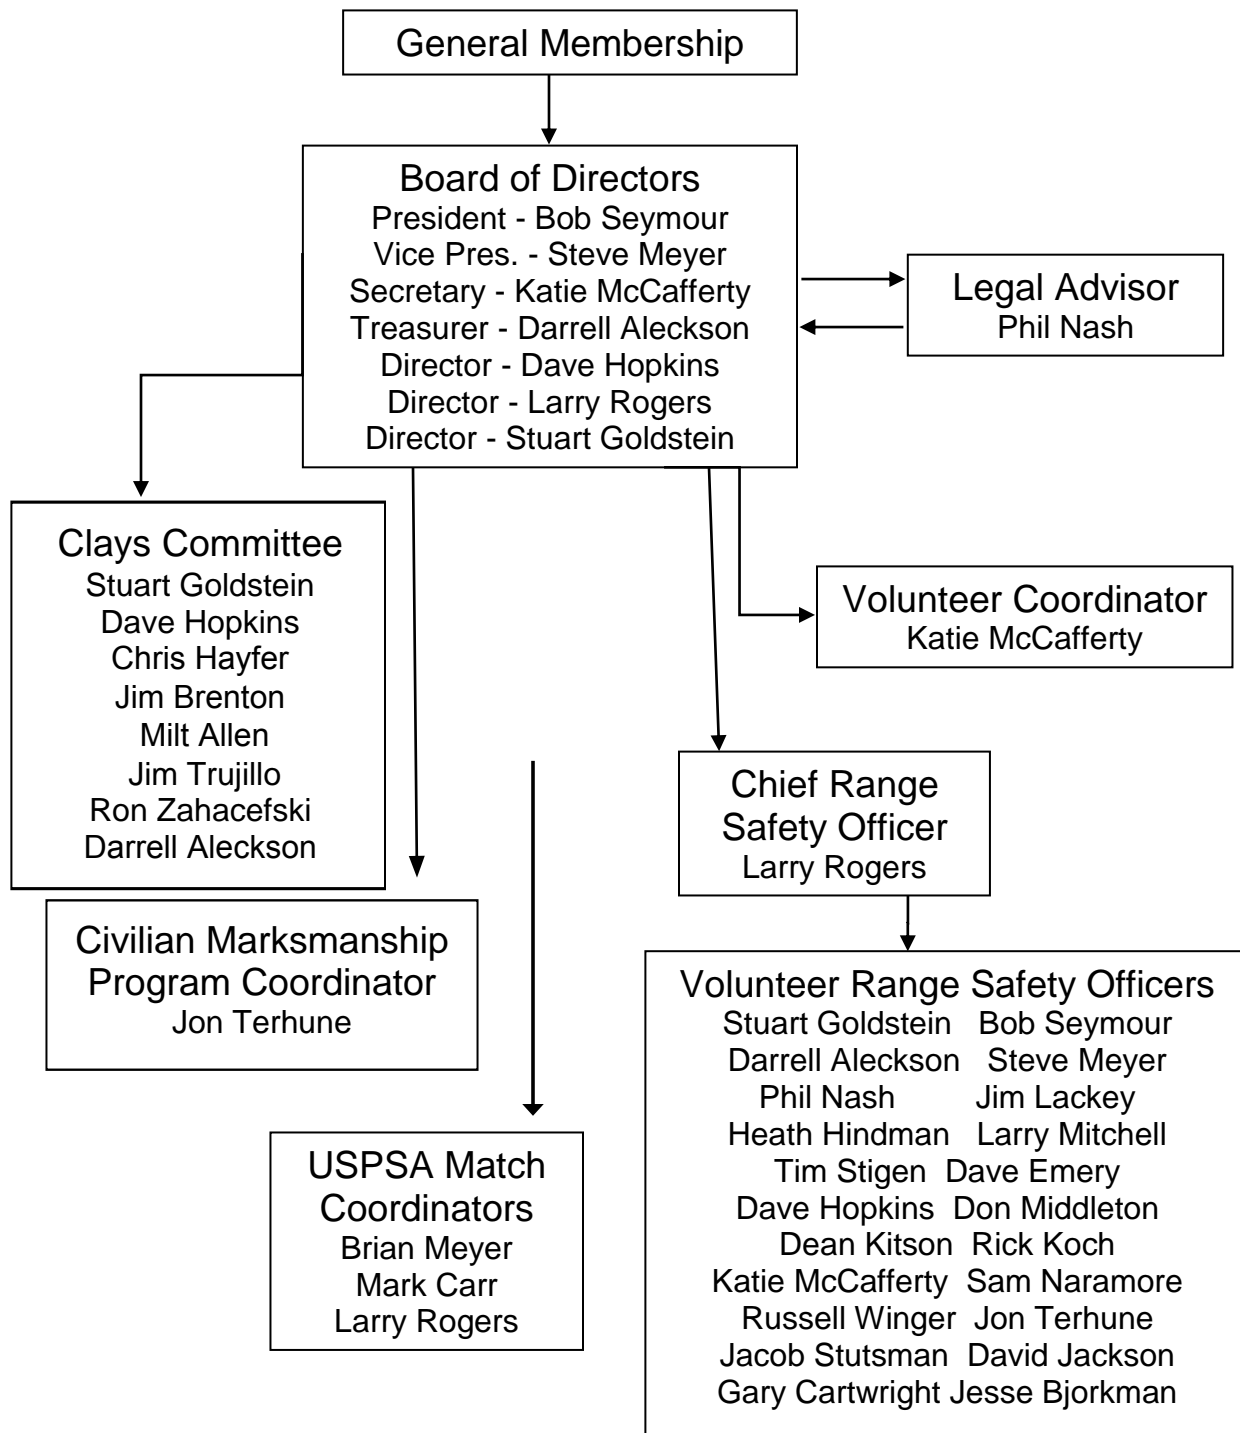 General Membership
Board of Directors
President - Bob Seymour
Vice Pres. - Steve Meyer
Secretary - Katie McCafferty
Treasurer - Darrell Aleckson
Director - Dave Hopkins
Director - Larry Rogers
Director - Stuart Goldstein
Legal Advisor
Phil Nash
Clays Committee
Stuart Goldstein
Dave Hopkins
Chris Hayfer
Jim Brenton
Milt Allen
Jim Trujillo
Ron Zahacefski
Darrell Aleckson
Volunteer Coordinator
Katie McCafferty
Chief Range
Safety Officer
Larry Rogers
Civilian Marksmanship
Program Coordinator
Jon Terhune
USPSA Match
Coordinators
Brian Meyer
Mark Carr
Larry Rogers
Volunteer Range Safety Officers
Stuart Goldstein Bob Seymour
Darrell Aleckson Steve Meyer
Phil Nash Jim Lackey
Heath Hindman Larry Mitchell
Tim Stigen Dave Emery
Dave Hopkins Don Middleton
Dean Kitson Rick Koch
Katie McCafferty Sam Naramore
Russell Winger Jon Terhune
Jacob Stutsman David Jackson
Gary Cartwright Jesse Bjorkman